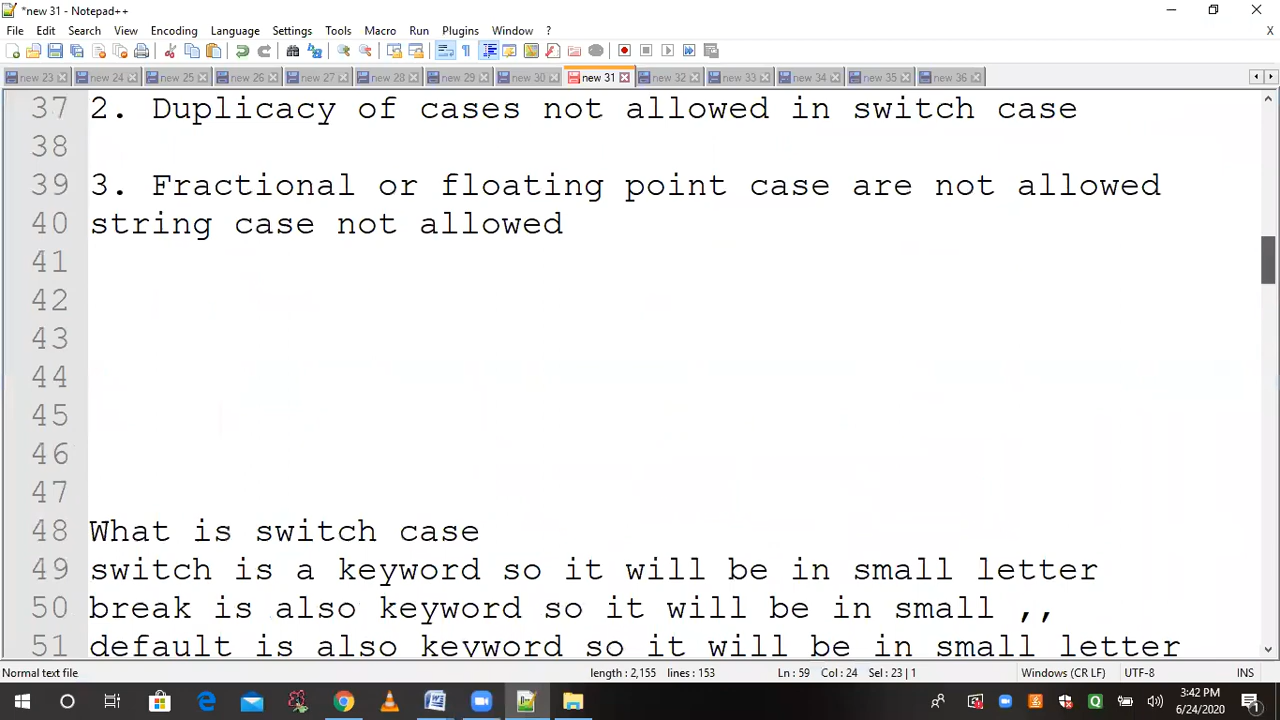 *new 31 - Notepad++
File Edit Search View Encoding Language Settings Tools Macro Run Plugins Window ? X
new 23 new 24 new 25 new 26 new 27 new 28 new 29 new 30 new 31 new 32 new 33 new 34 new 35 new 36
37 2. Duplicacy of cases not allowed in switch case
38
39 3. Fractional or floating point case are not allowed
40 string case not allowed
41
42
43
44
45
46
47
48 What is switch case
49 switch is a keyword so it will be in small letter
50 break is also keyword so it will be in small ,,
51 default is also keyword so it will be in small letter
Normal text file length : 2,155 lines : 153 Ln : 59 Col : 24 Sel : 23 | 1 Windows (CR LF) UTF-8 INS
3:42 PM
6/24/2020